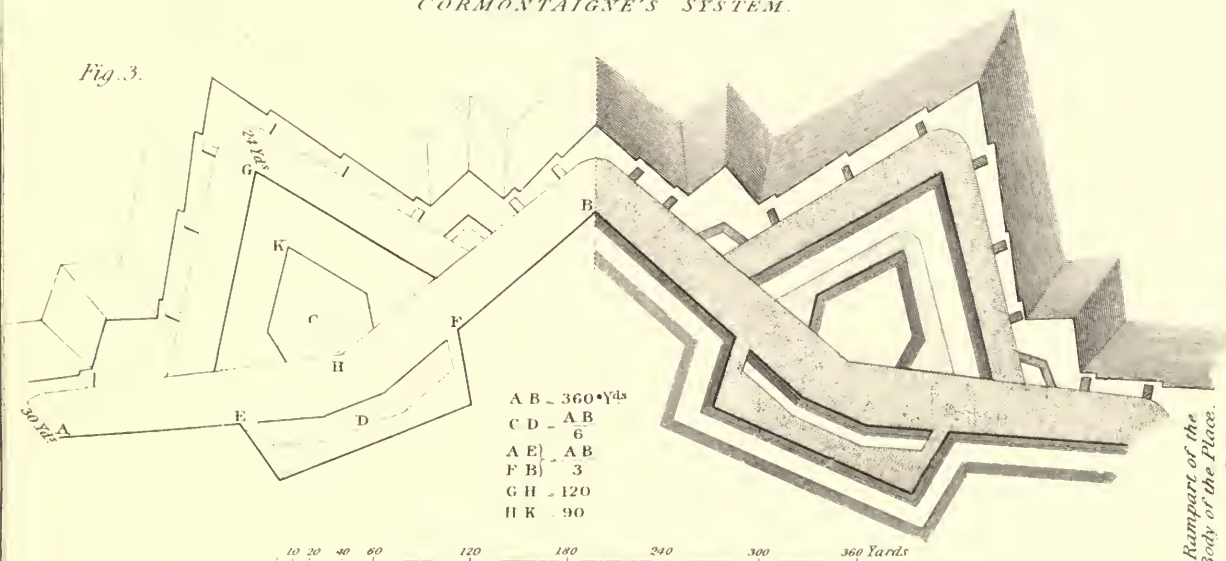 CORMONTAIGNE'S SYSTEM.
Fig. 3.
24 Yds
G
B
K
C
F
H
30 Yds
A
E
D
A B = 360 Yds
C D = A B
6
A E } = A B
F B } 3
G H = 120
H K = 90
10 20 40 60 120 180 240 300 360 Yards
Rampart of the
Body of the Place.